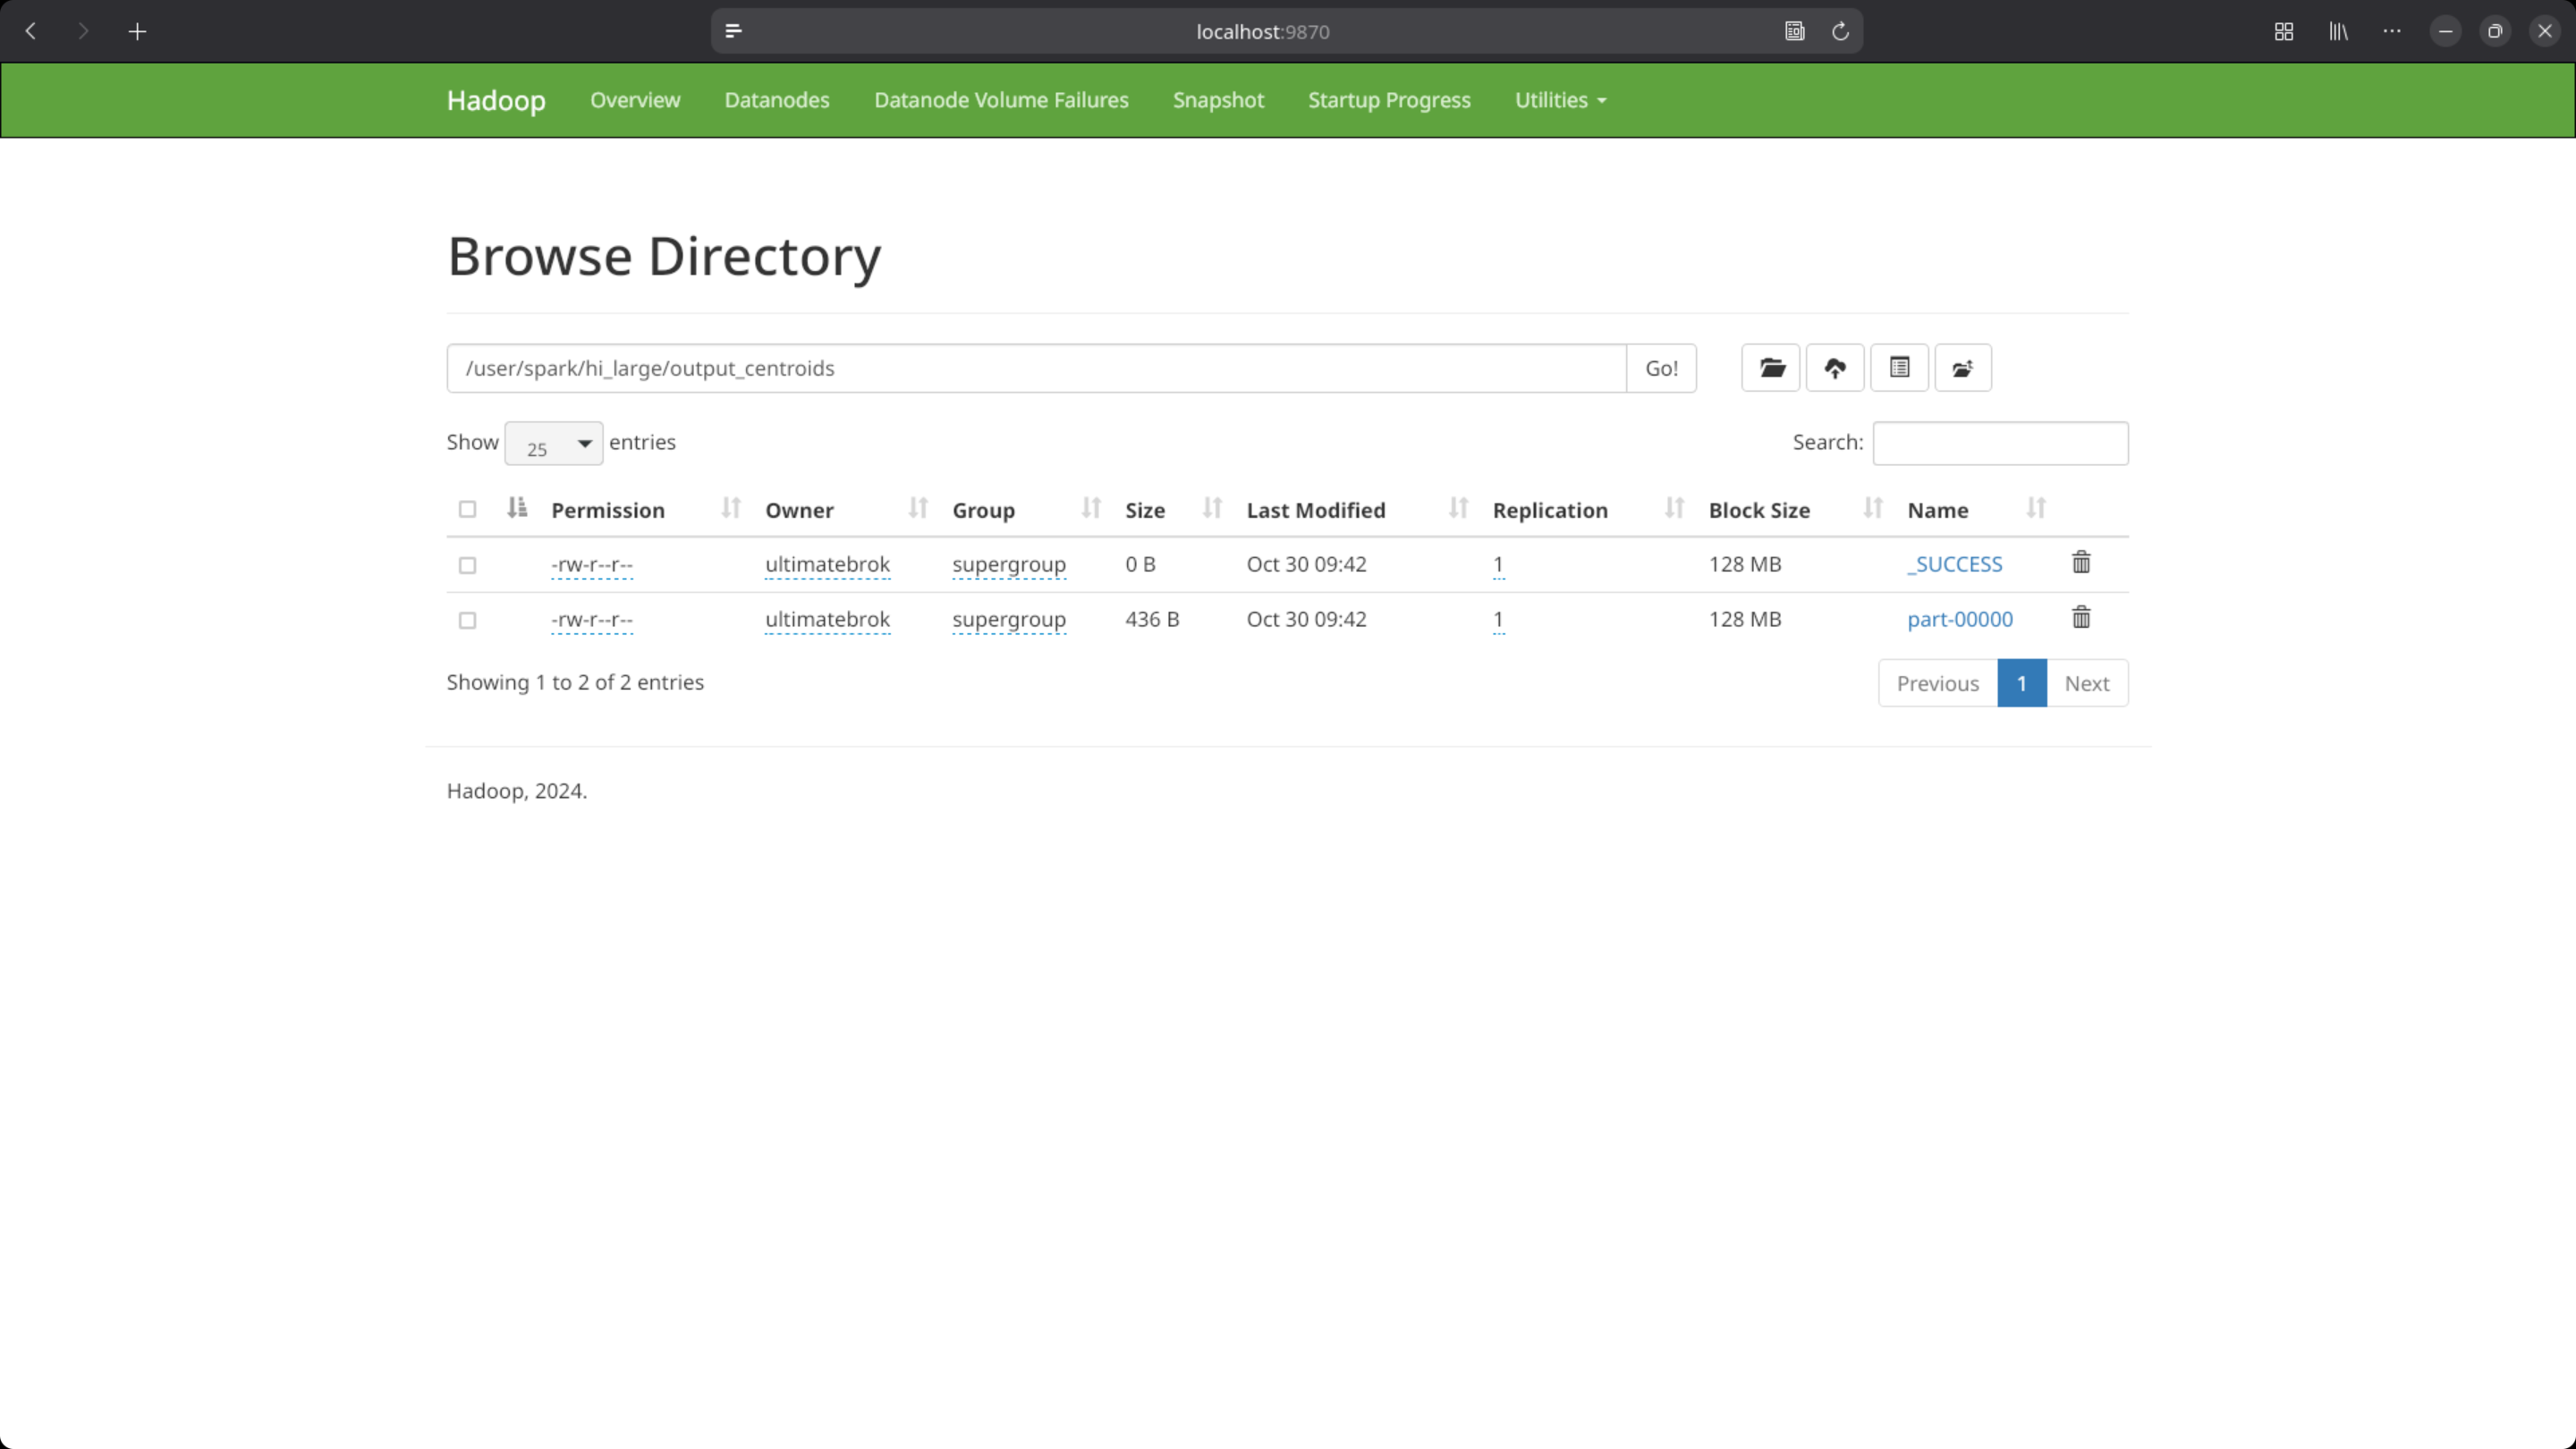 localhost:9870
Hadoop Overview Datanodes Datanode Volume Failures Snapshot Startup Progress Utilities
Browse Directory
/user/spark/hi_large/output_centroids Go!
Show 25 entries Search:
Permission Owner Group Size Last Modified Replication Block Size Name
-rw-r--r-- ultimatebrok supergroup 0 B Oct 30 09:42 1 128 MB _SUCCESS
-rw-r--r-- ultimatebrok supergroup 436 B Oct 30 09:42 1 128 MB part-00000
Showing 1 to 2 of 2 entries Previous 1 Next
Hadoop, 2024.